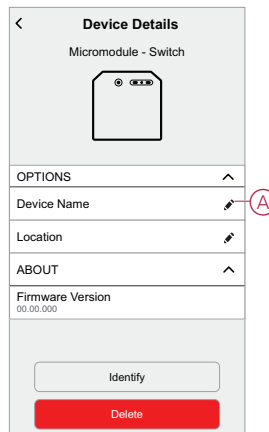 Device Details
Micromodule - Switch
OPTIONS
Device Name
A
Location
ABOUT
Firmware Version
00.00.000
Identify
Delete